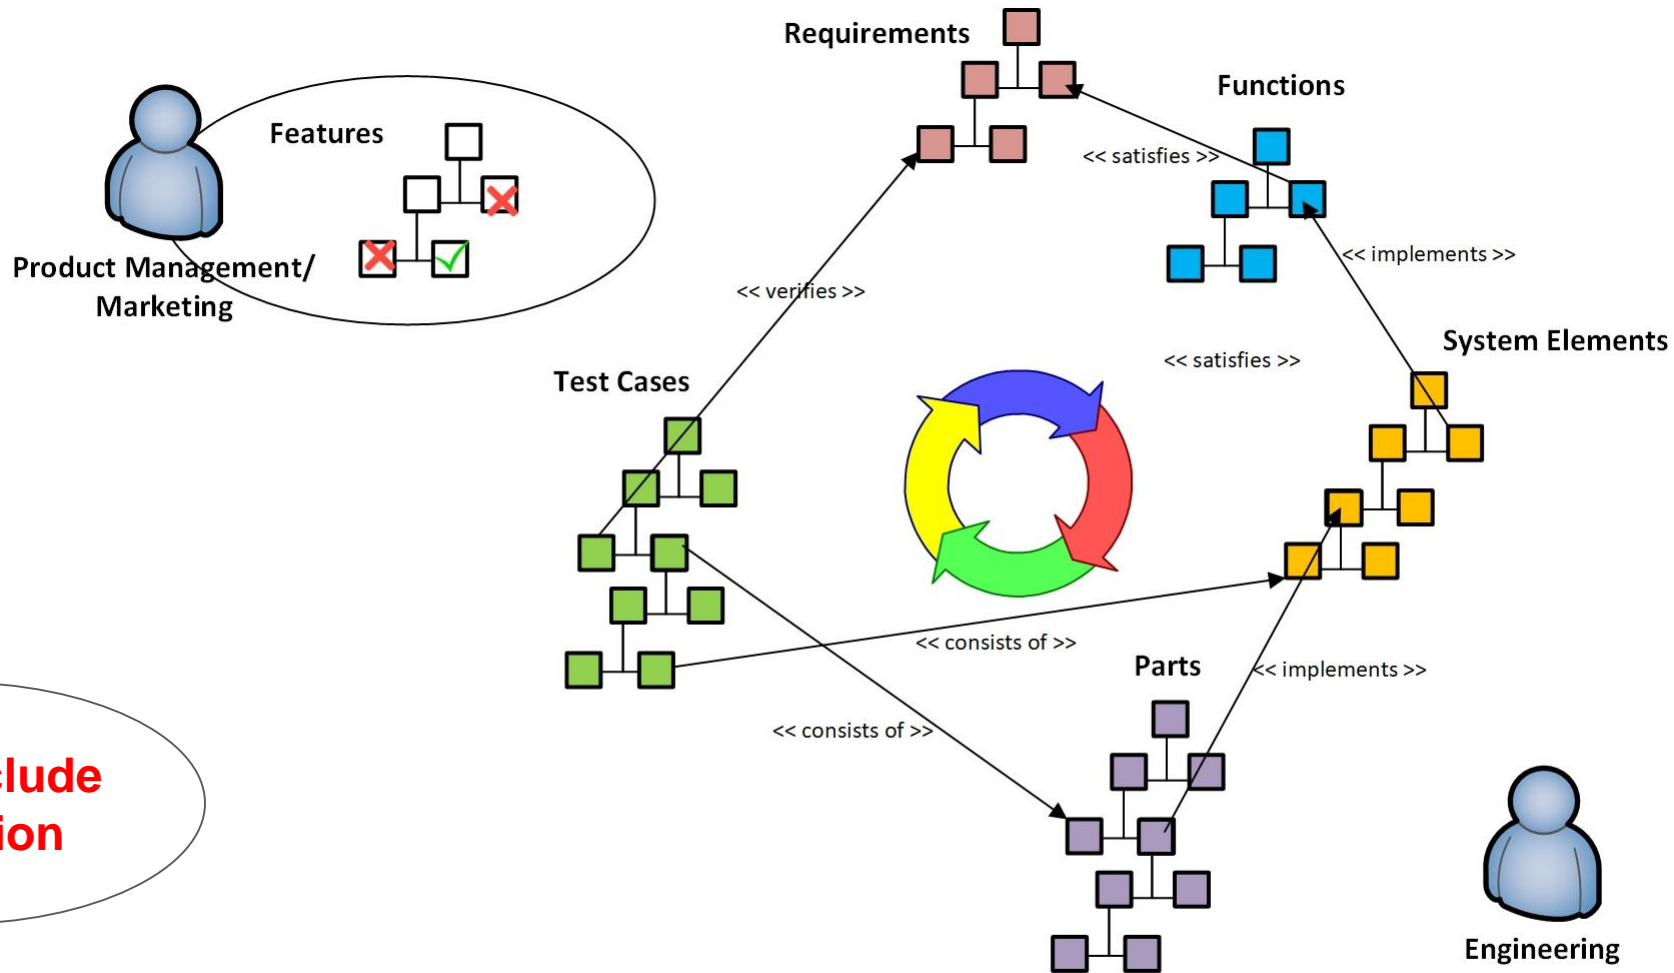 Requirements
Functions
Features
<< satisfies >>
<< implements >>
Product Management/
Marketing
<< verifies >>
System Elements
<< satisfies >>
Test Cases
<< consists of >>
Parts
<< implements >>
<< consists of >>
clude
ion
Engineering